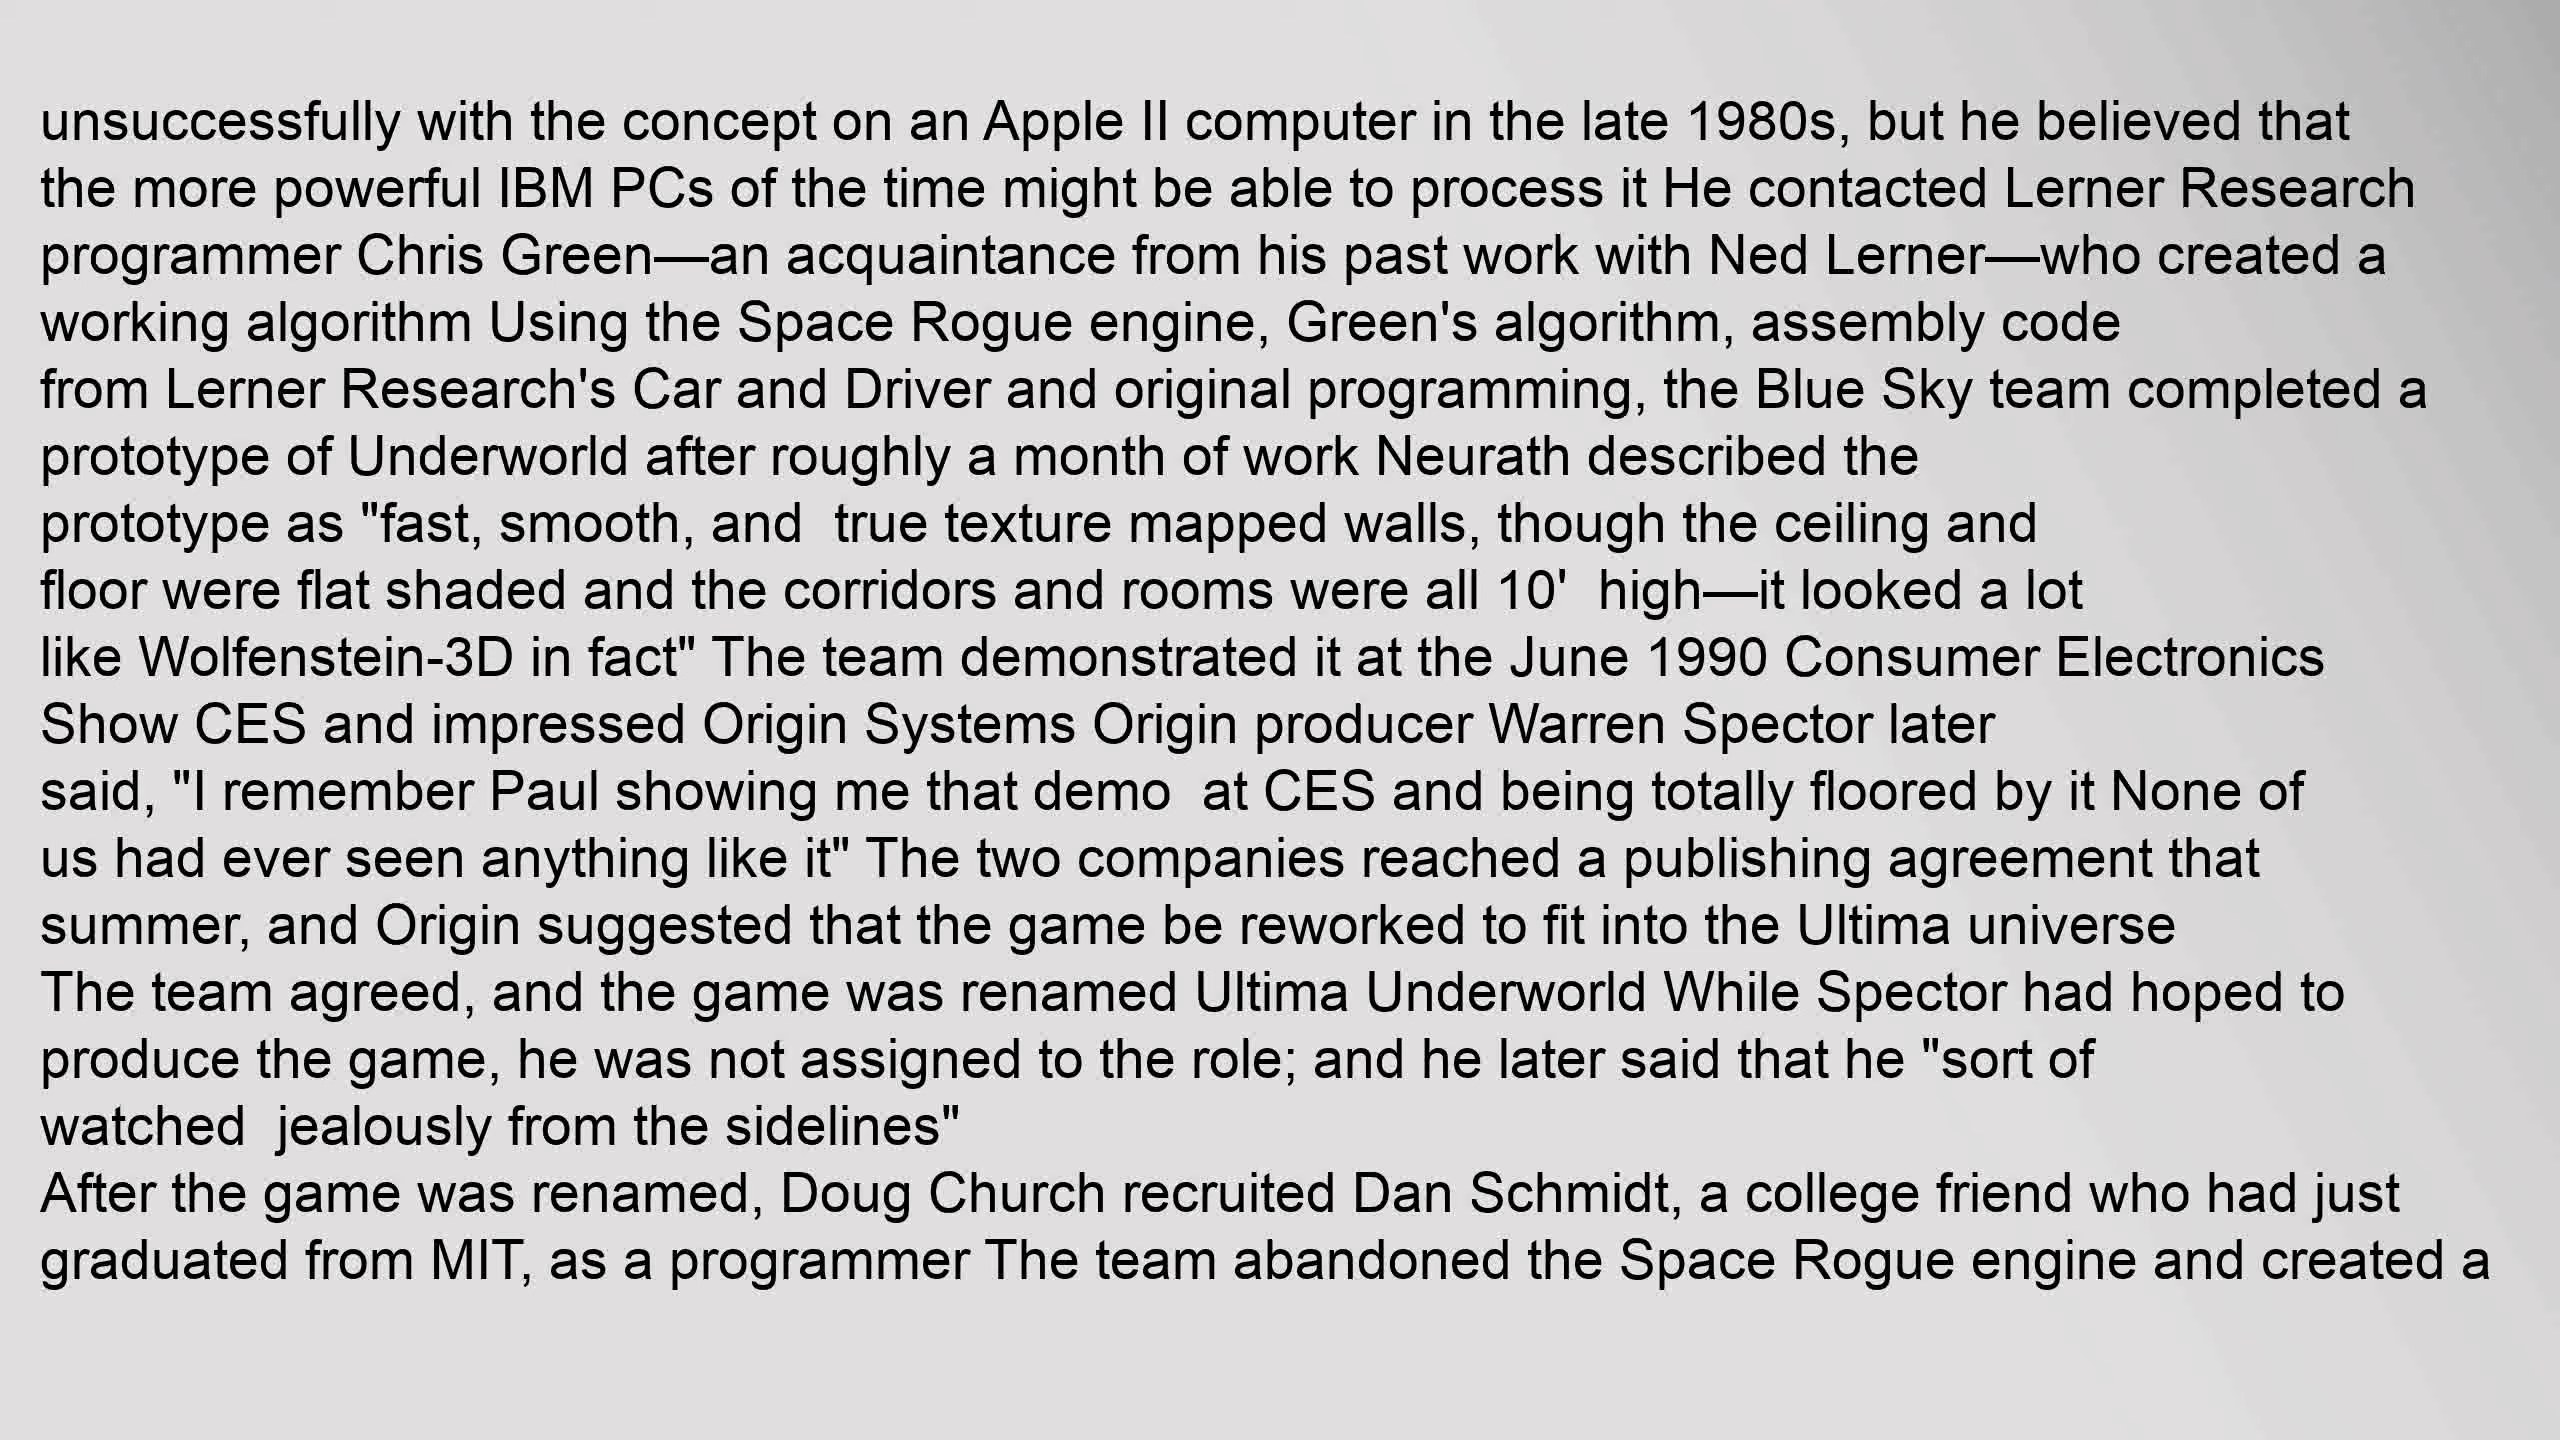 unsuccessfully with the concept on an Apple II computer in the late 1980s, but he believed that
the more powerful IBM PCs of the time might be able to process it He contacted Lerner Research
programmer Chris Green—an acquaintance from his past work with Ned Lerner—who created a
working algorithm Using the Space Rogue engine, Green's algorithm, assembly code
from Lerner Research's Car and Driver and original programming, the Blue Sky team completed a
prototype of Underworld after roughly a month of work Neurath described the
prototype as "fast, smooth, and  true texture mapped walls, though the ceiling and
floor were flat shaded and the corridors and rooms were all 10'  high—it looked a lot
like Wolfenstein-3D in fact" The team demonstrated it at the June 1990 Consumer Electronics
Show CES and impressed Origin Systems Origin producer Warren Spector later
said, "I remember Paul showing me that demo  at CES and being totally floored by it None of
us had ever seen anything like it" The two companies reached a publishing agreement that
summer, and Origin suggested that the game be reworked to fit into the Ultima universe
The team agreed, and the game was renamed Ultima Underworld While Spector had hoped to
produce the game, he was not assigned to the role; and he later said that he "sort of
watched  jealously from the sidelines"
After the game was renamed, Doug Church recruited Dan Schmidt, a college friend who had just
graduated from MIT, as a programmer The team abandoned the Space Rogue engine and created a